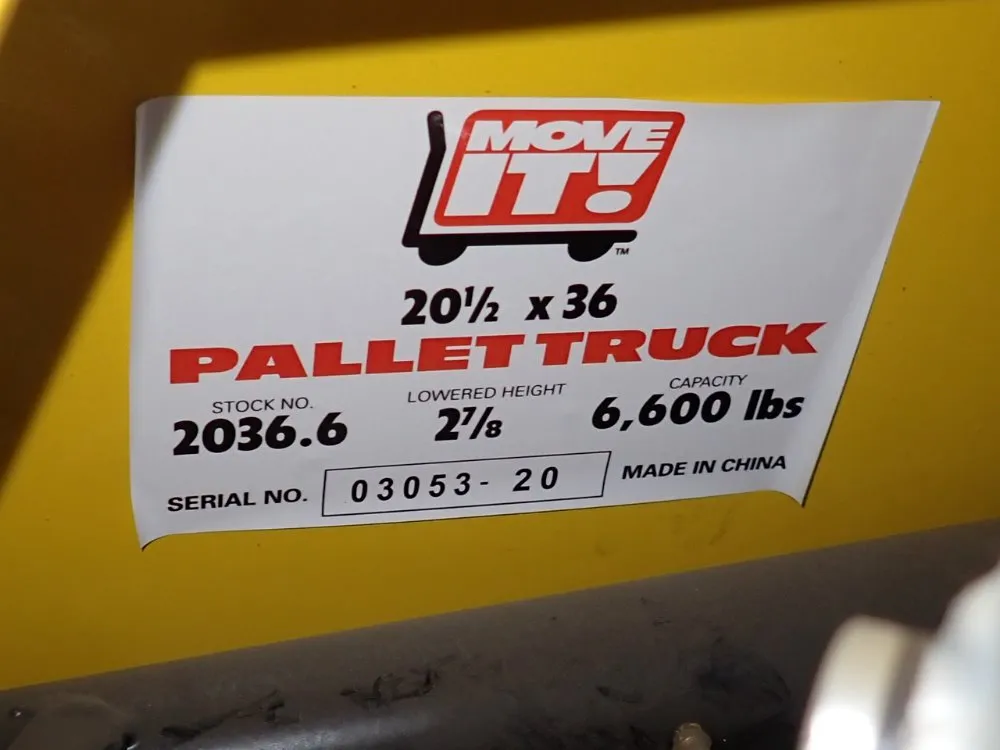 MOVE
IT!
TM
20½ x 36
PALLET TRUCK
STOCK NO.
2036.6
LOWERED HEIGHT
2⅞
CAPACITY
6,600 lbs
SERIAL NO. 03053- 20 MADE IN CHINA